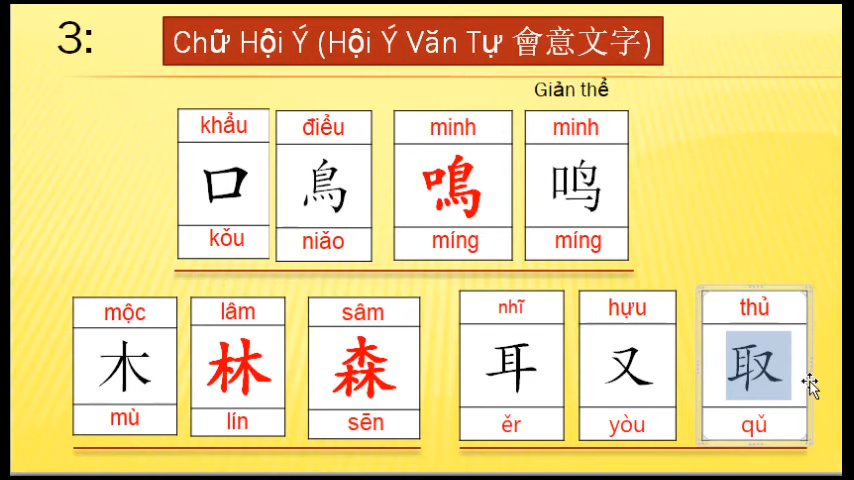 3:
Chữ Hội Ý (Hội Ý Văn Tự 會意文字)
Giản thể
khẩu điểu minh minh
口 鳥 鳴 鸣
kǒu niǎo míng míng
mộc lâm sâm nhĩ hựu thủ
木 林 森 耳 又 取
mù lín sēn ěr yòu qǔ